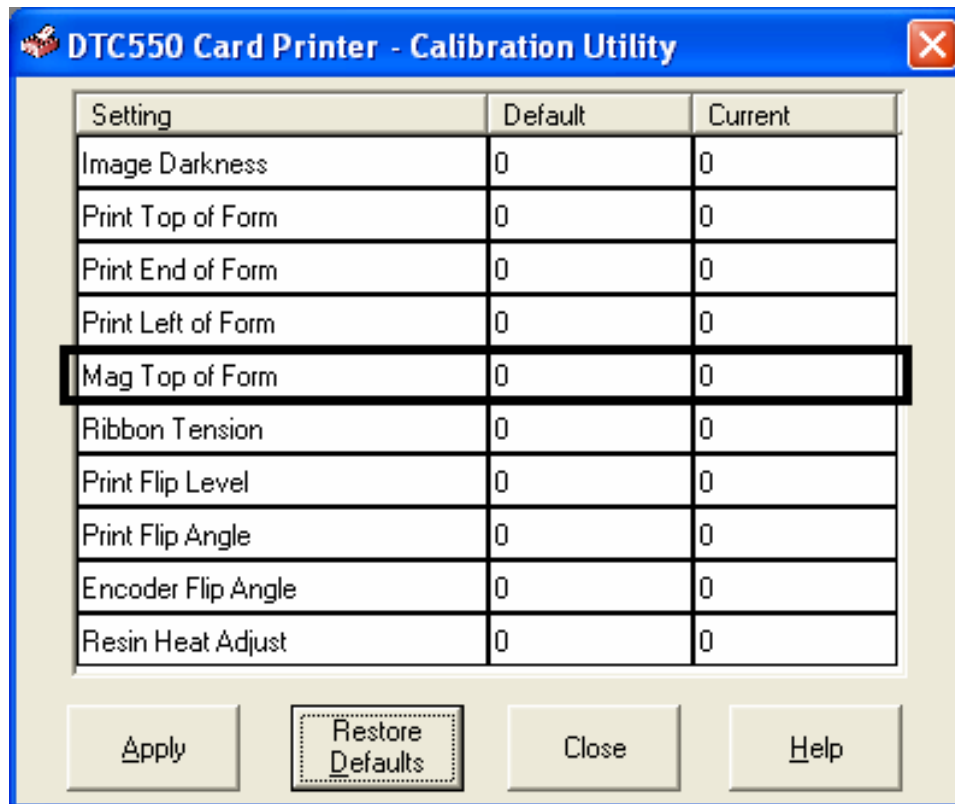 DTC550 Card Printer - Calibration Utility
Setting Default Current
Image Darkness 0 0
Print Top of Form 0 0
Print End of Form 0 0
Print Left of Form 0 0
Mag Top of Form 0 0
Ribbon Tension 0 0
Print Flip Level 0 0
Print Flip Angle 0 0
Encoder Flip Angle 0 0
Resin Heat Adjust 0 0
Apply Restore Defaults Close Help